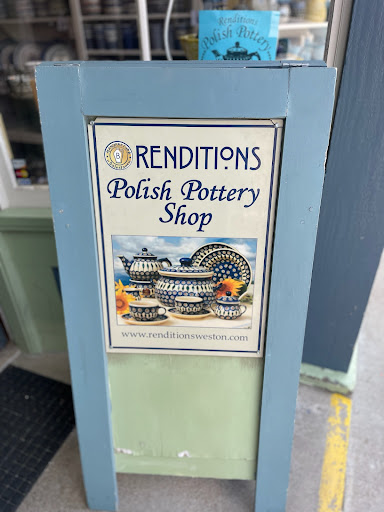 Renditions
Polish Pottery
RENDITIONS
Polish Pottery
Shop
www.renditionsweston.com